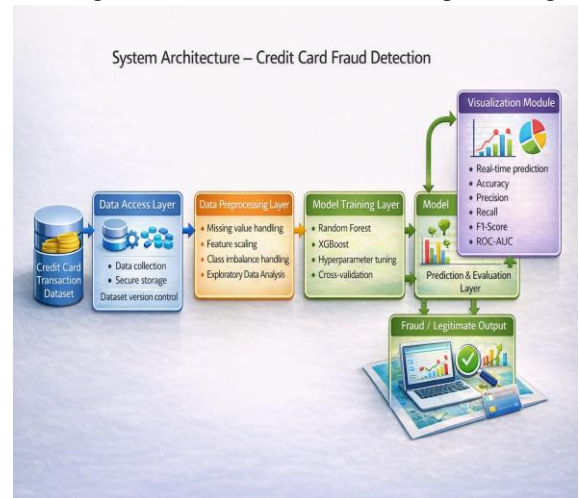 System Architecture – Credit Card Fraud Detection
Credit Card
Transaction
Dataset
Data Access Layer
• Data collection
• Secure storage
Dataset version control
Data Preprocessing Layer
• Missing value handling
• Feature scaling
• Class imbalance handling
• Exploratory Data Analysis
Model Training Layer
• Random Forest
• XGBoost
• Hyperparameter tuning
• Cross-validation
Model
Prediction & Evaluation
Layer
Visualization Module
• Real-time prediction
• Accuracy
• Precision
• Recall
• F1-Score
• ROC-AUC
Fraud / Legitimate Output